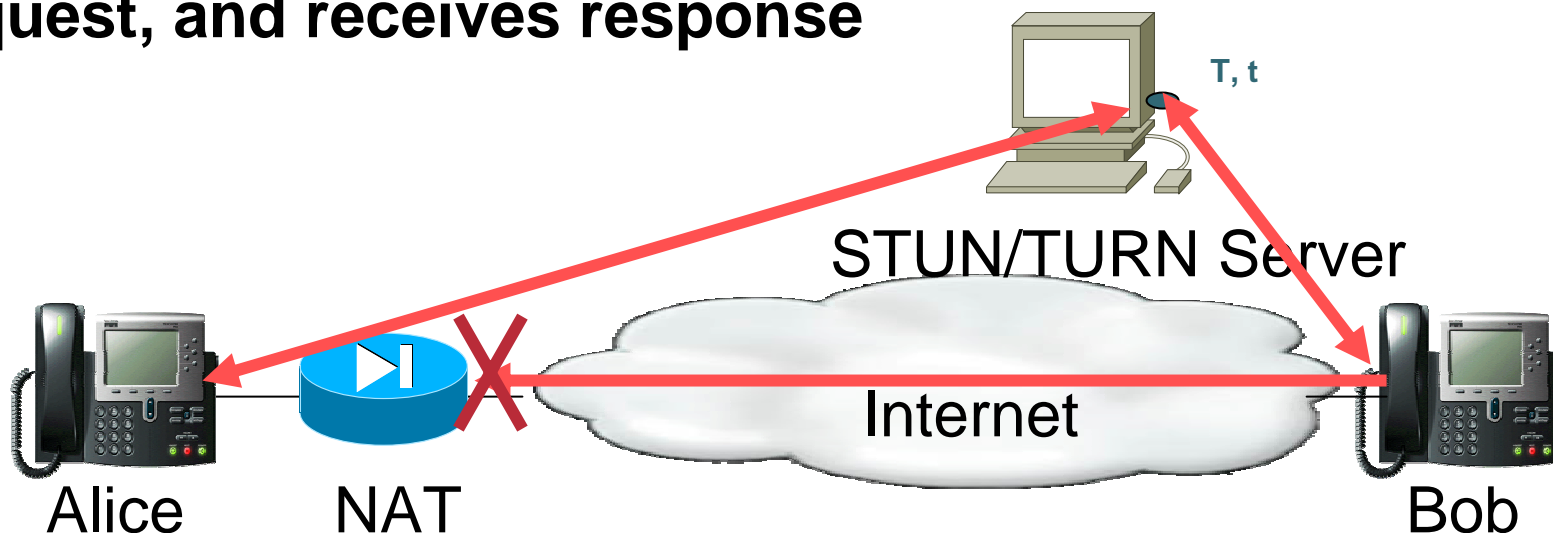 quest, and receives response
T, t
STUN/TURN Server
Internet
Alice
NAT
Bob